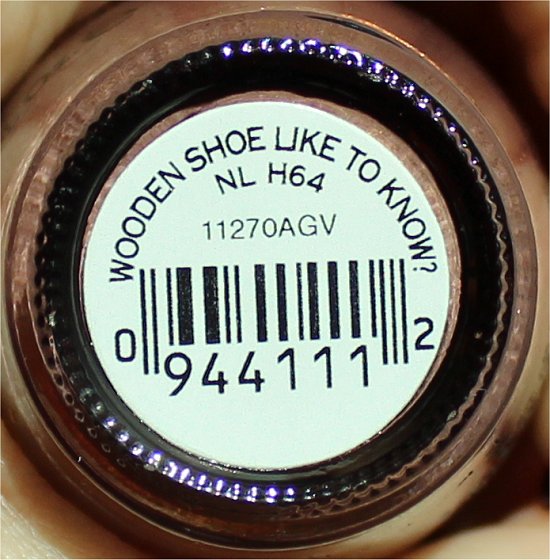 WOODEN SHOE LIKE TO KNOW?
NL H64
11270AGV
0 944111 2